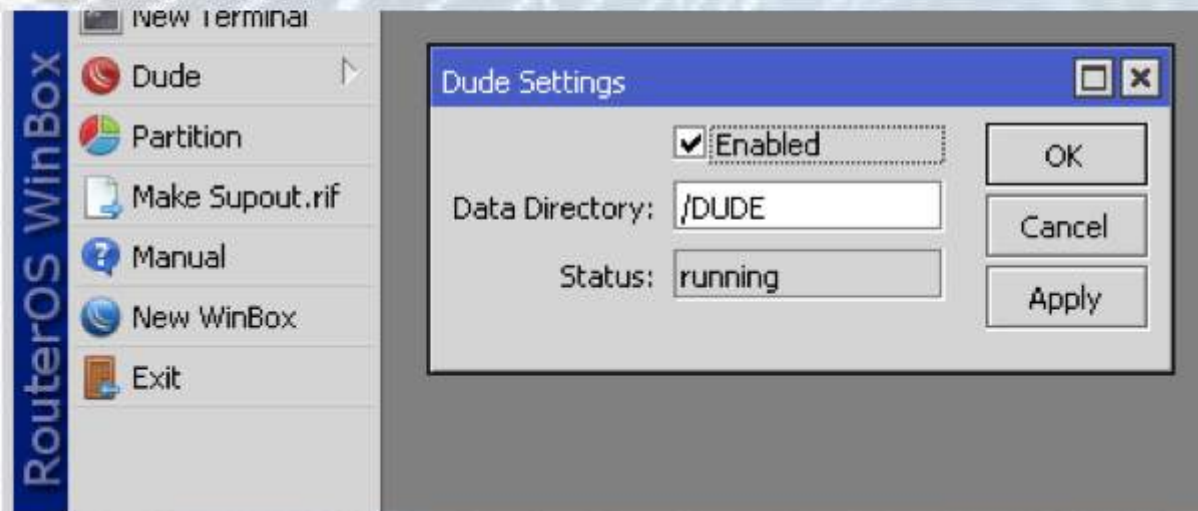 New Terminal
Dude
Partition
Make Supout.rif
Manual
New WinBox
Exit
RouterOS WinBox
Dude Settings
Enabled
Data Directory: /DUDE
Status: running
OK
Cancel
Apply